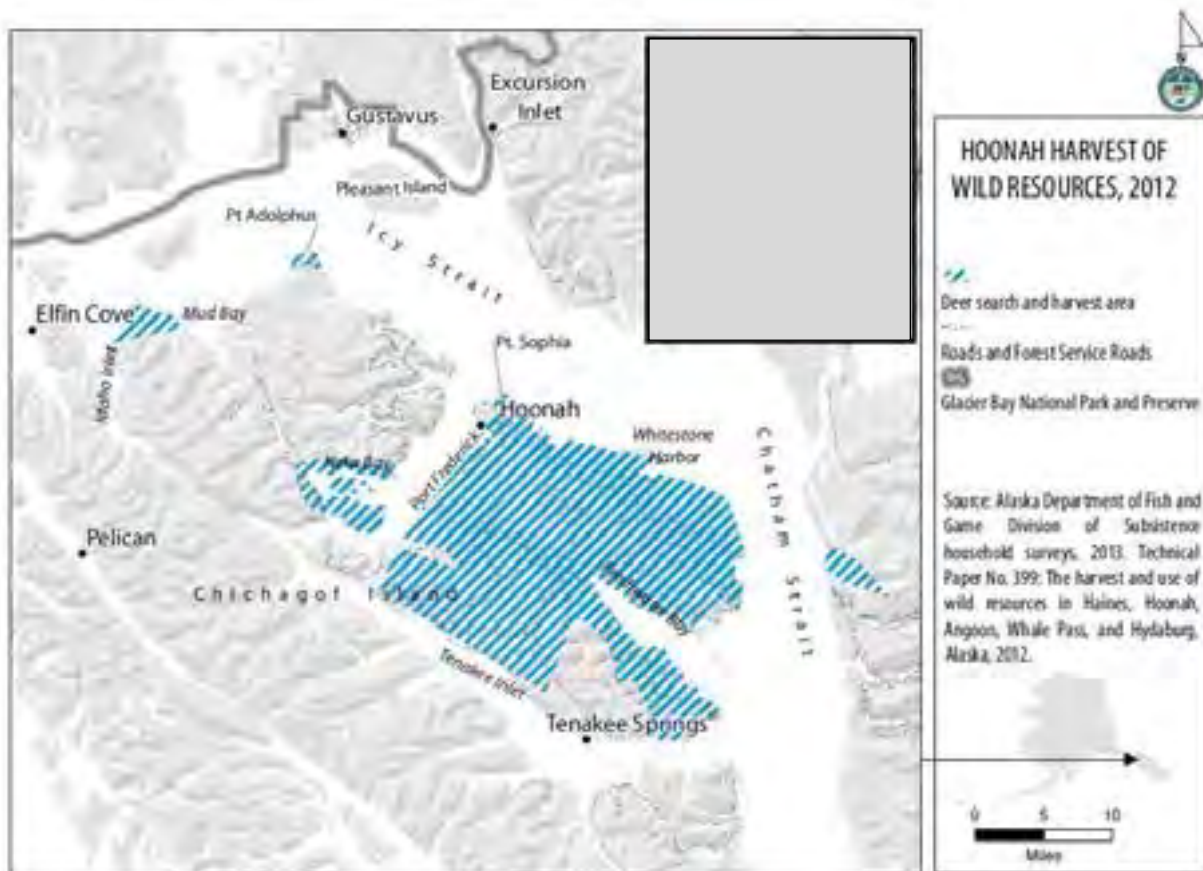 Excursion
Inlet
Gustavus
Pleasant Island
Pt Adolphus
Icy Strait
Elfin Cove
Mud Bay
Idaho Inlet
Pt. Sophia
Hoonah
Whitestone
Harbor
Port Frederick
Chatham Strait
Pelican
Chichagof Island
Freshwater Bay
Tenakee Inlet
Tenakee Springs
N
HOONAH HARVEST OF
WILD RESOURCES, 2012
Deer search and harvest area
Roads and Forest Service Roads
Glacier Bay National Park and Preserve
Source: Alaska Department of Fish and
Game Division of Subsistence
household surveys, 2013. Technical
Paper No. 399: The harvest and use of
wild resources in Haines, Hoonah,
Angoon, Whale Pass, and Hydaburg,
Alaska, 2012.
0 5 10
Miles